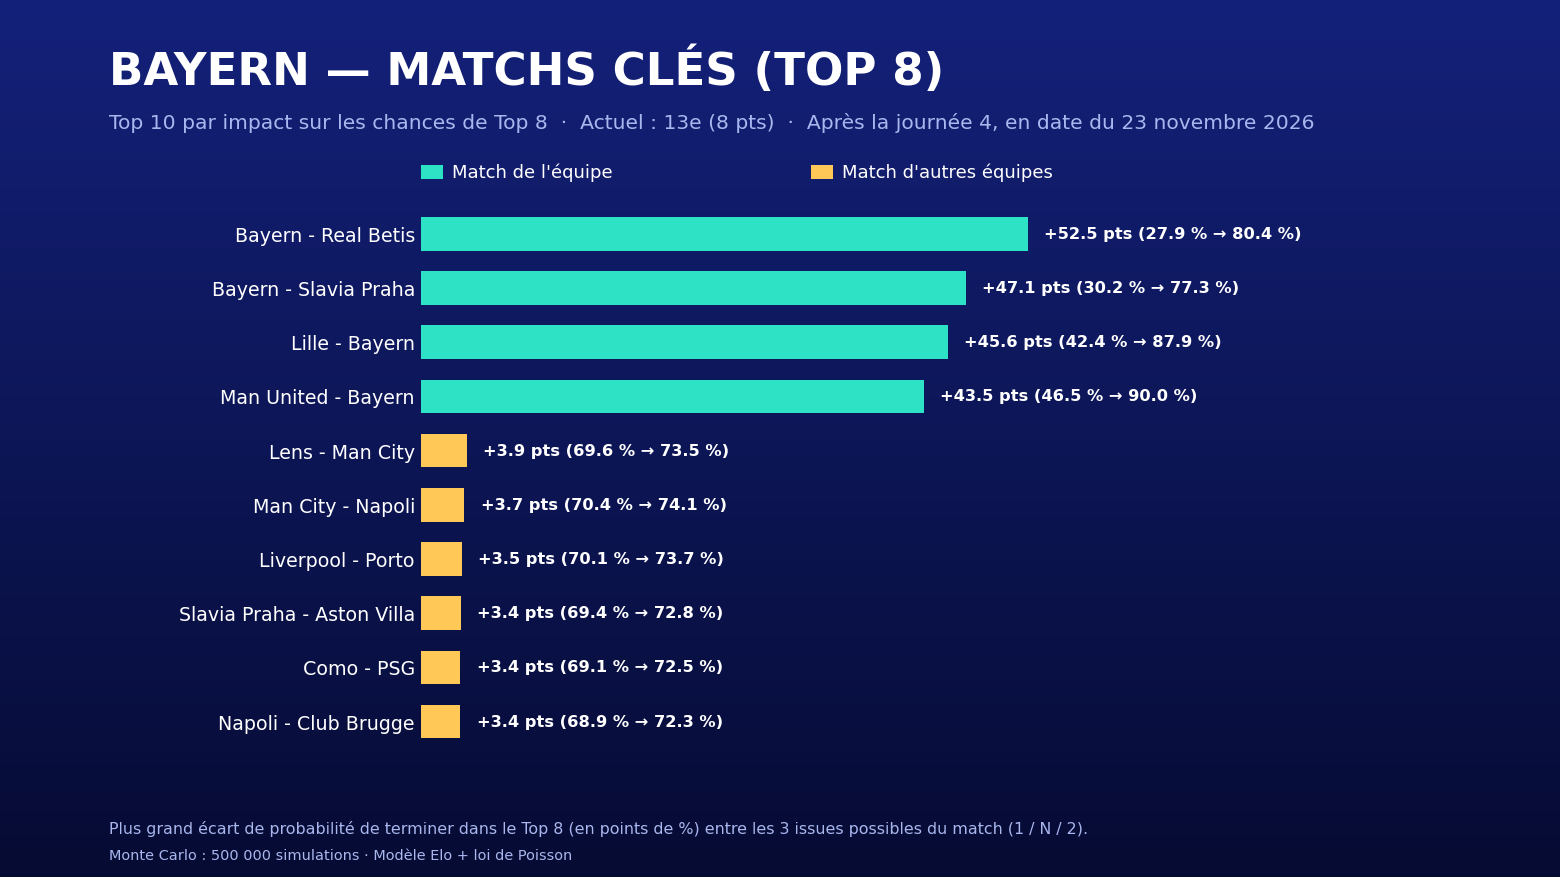 BAYERN — MATCHS CLÉS (TOP 8)
Top 10 par impact sur les chances de Top 8 · Actuel : 13e (8 pts) · Après la journée 4, en date du 23 novembre 2026
Match de l'équipe Match d'autres équipes
Bayern - Real Betis +52.5 pts (27.9 % → 80.4 %)
Bayern - Slavia Praha +47.1 pts (30.2 % → 77.3 %)
Lille - Bayern +45.6 pts (42.4 % → 87.9 %)
Man United - Bayern +43.5 pts (46.5 % → 90.0 %)
Lens - Man City +3.9 pts (69.6 % → 73.5 %)
Man City - Napoli +3.7 pts (70.4 % → 74.1 %)
Liverpool - Porto +3.5 pts (70.1 % → 73.7 %)
Slavia Praha - Aston Villa +3.4 pts (69.4 % → 72.8 %)
Como - PSG +3.4 pts (69.1 % → 72.5 %)
Napoli - Club Brugge +3.4 pts (68.9 % → 72.3 %)
Plus grand écart de probabilité de terminer dans le Top 8 (en points de %) entre les 3 issues possibles du match (1 / N / 2).
Monte Carlo : 500 000 simulations · Modèle Elo + loi de Poisson